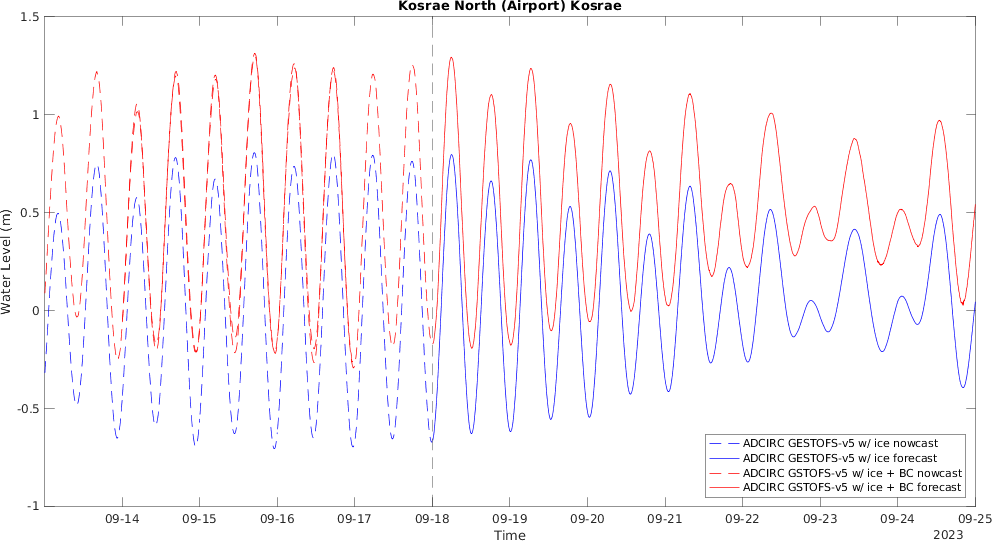 Kosrae North (Airport) Kosrae
1.5
1
0.5
0
-0.5
-1
Water Level (m)
09-14 09-15 09-16 09-17 09-18 09-19 09-20 09-21 09-22 09-23 09-24 09-25
Time
2023
ADCIRC GESTOFS-v5 w/ ice nowcast
ADCIRC GESTOFS-v5 w/ ice forecast
ADCIRC GSTOFS-v5 w/ ice + BC nowcast
ADCIRC GSTOFS-v5 w/ ice + BC forecast